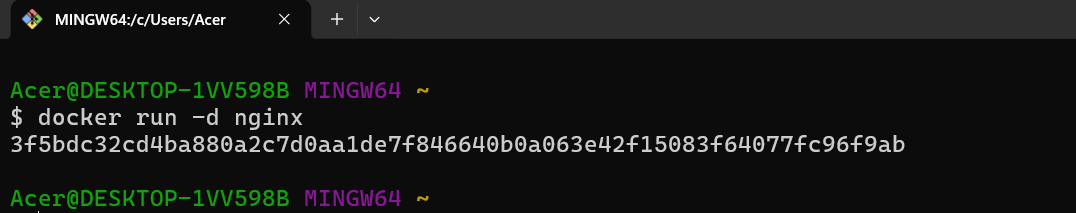 MINGW64:/c/Users/Acer
Acer@DESKTOP-1VV598B MINGW64 ~
$ docker run -d nginx
3f5bdc32cd4ba880a2c7d0aa1de7f846640b0a063e42f15083f64077fc96f9ab
Acer@DESKTOP-1VV598B MINGW64 ~